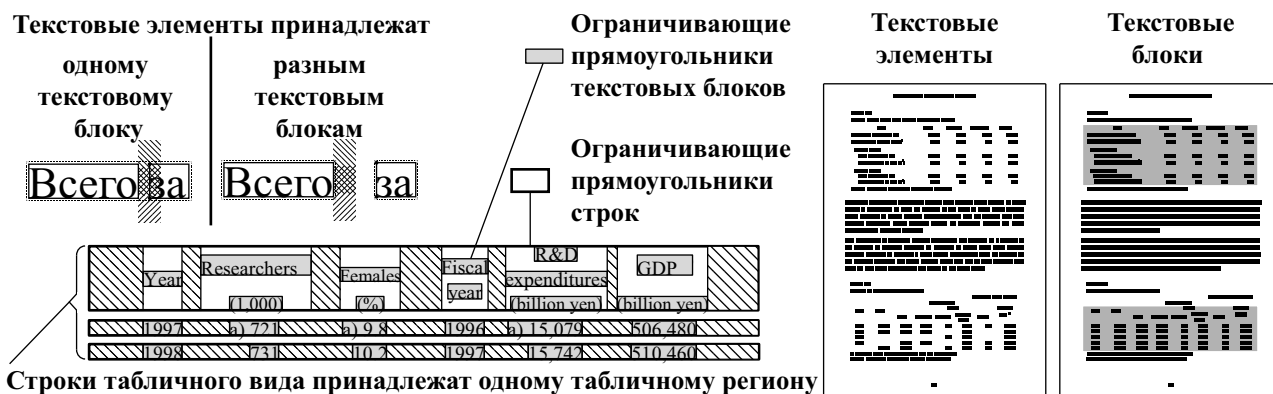 Текстовые элементы принадлежат
одному
текстовому
блоку
разным
текстовым
блокам
Всего за
Всего за
Ограничивающие
прямоугольники
текстовых блоков
Ограничивающие
прямоугольники
строк
Year Researchers (1,000) Females (%) Fiscal year R&D expenditures (billion yen) GDP (billion yen)
1997 a) 721 a) 9.8 1996 a) 15,079 506,480
1998 731 10.2 1997 15,742 510,460
Строки табличного вида принадлежат одному табличному региону
Текстовые
элементы
Текстовые
блоки